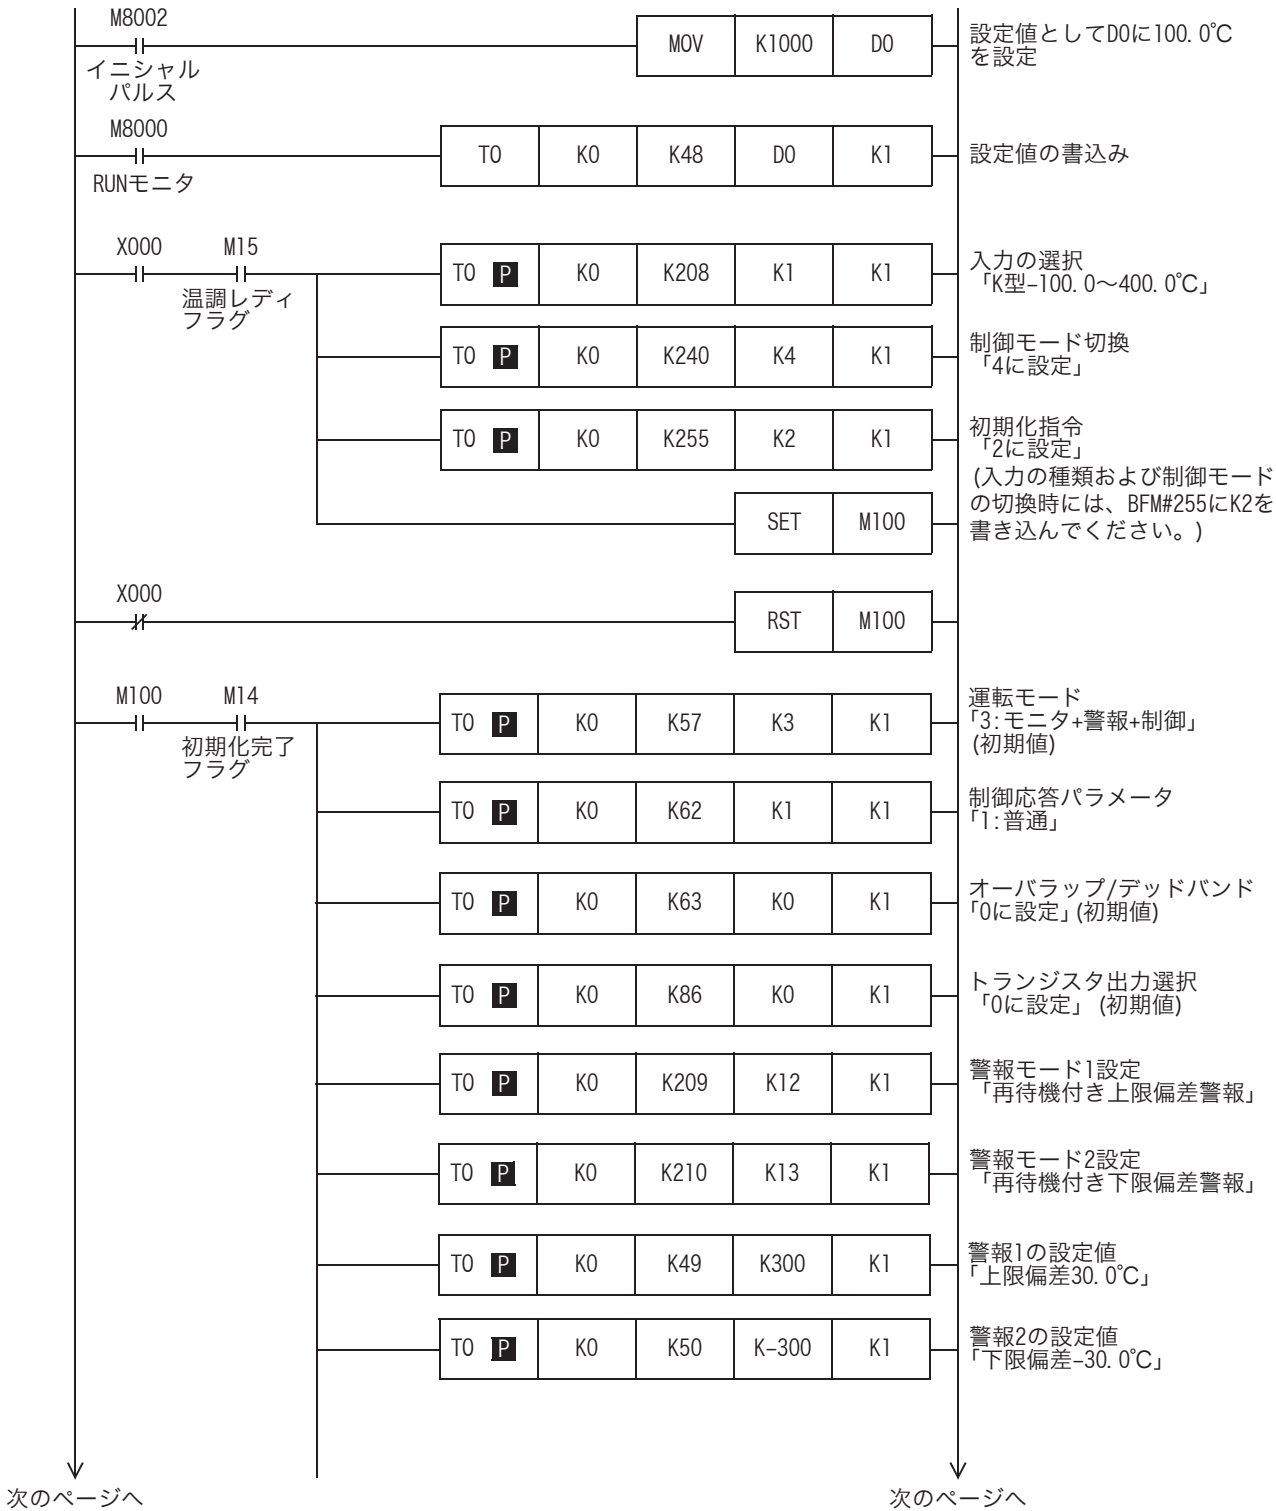 M8002
MOV K1000 D0
設定値としてD0に100.0℃
を設定
イニシャル
パルス
M8000
TO K0 K48 D0 K1
設定値の書込み
RUNモニタ
X000 M15
TO P K0 K208 K1 K1
入力の選択
「K型−100.0～400.0℃」
温調レディ
フラグ
TO P K0 K240 K4 K1
制御モード切換
「4に設定」
TO P K0 K255 K2 K1
初期化指令
「2に設定」
(入力の種類および制御モード
の切換時には、BFM#255にK2を
書き込んでください。)
SET M100
X000
RST M100
M100 M14
TO P K0 K57 K3 K1
運転モード
「3:モニタ+警報+制御」
(初期値)
初期化完了
フラグ
TO P K0 K62 K1 K1
制御応答パラメータ
「1:普通」
TO P K0 K63 K0 K1
オーバラップ/デッドバンド
「0に設定」(初期値)
TO P K0 K86 K0 K1
トランジスタ出力選択
「0に設定」 (初期値)
TO P K0 K209 K12 K1
警報モード1設定
「再待機付き上限偏差警報」
TO P K0 K210 K13 K1
警報モード2設定
「再待機付き下限偏差警報」
TO P K0 K49 K300 K1
警報1の設定値
「上限偏差30.0℃」
TO P K0 K50 K−300 K1
警報2の設定値
「下限偏差−30.0℃」
次のページへ 次のページへ